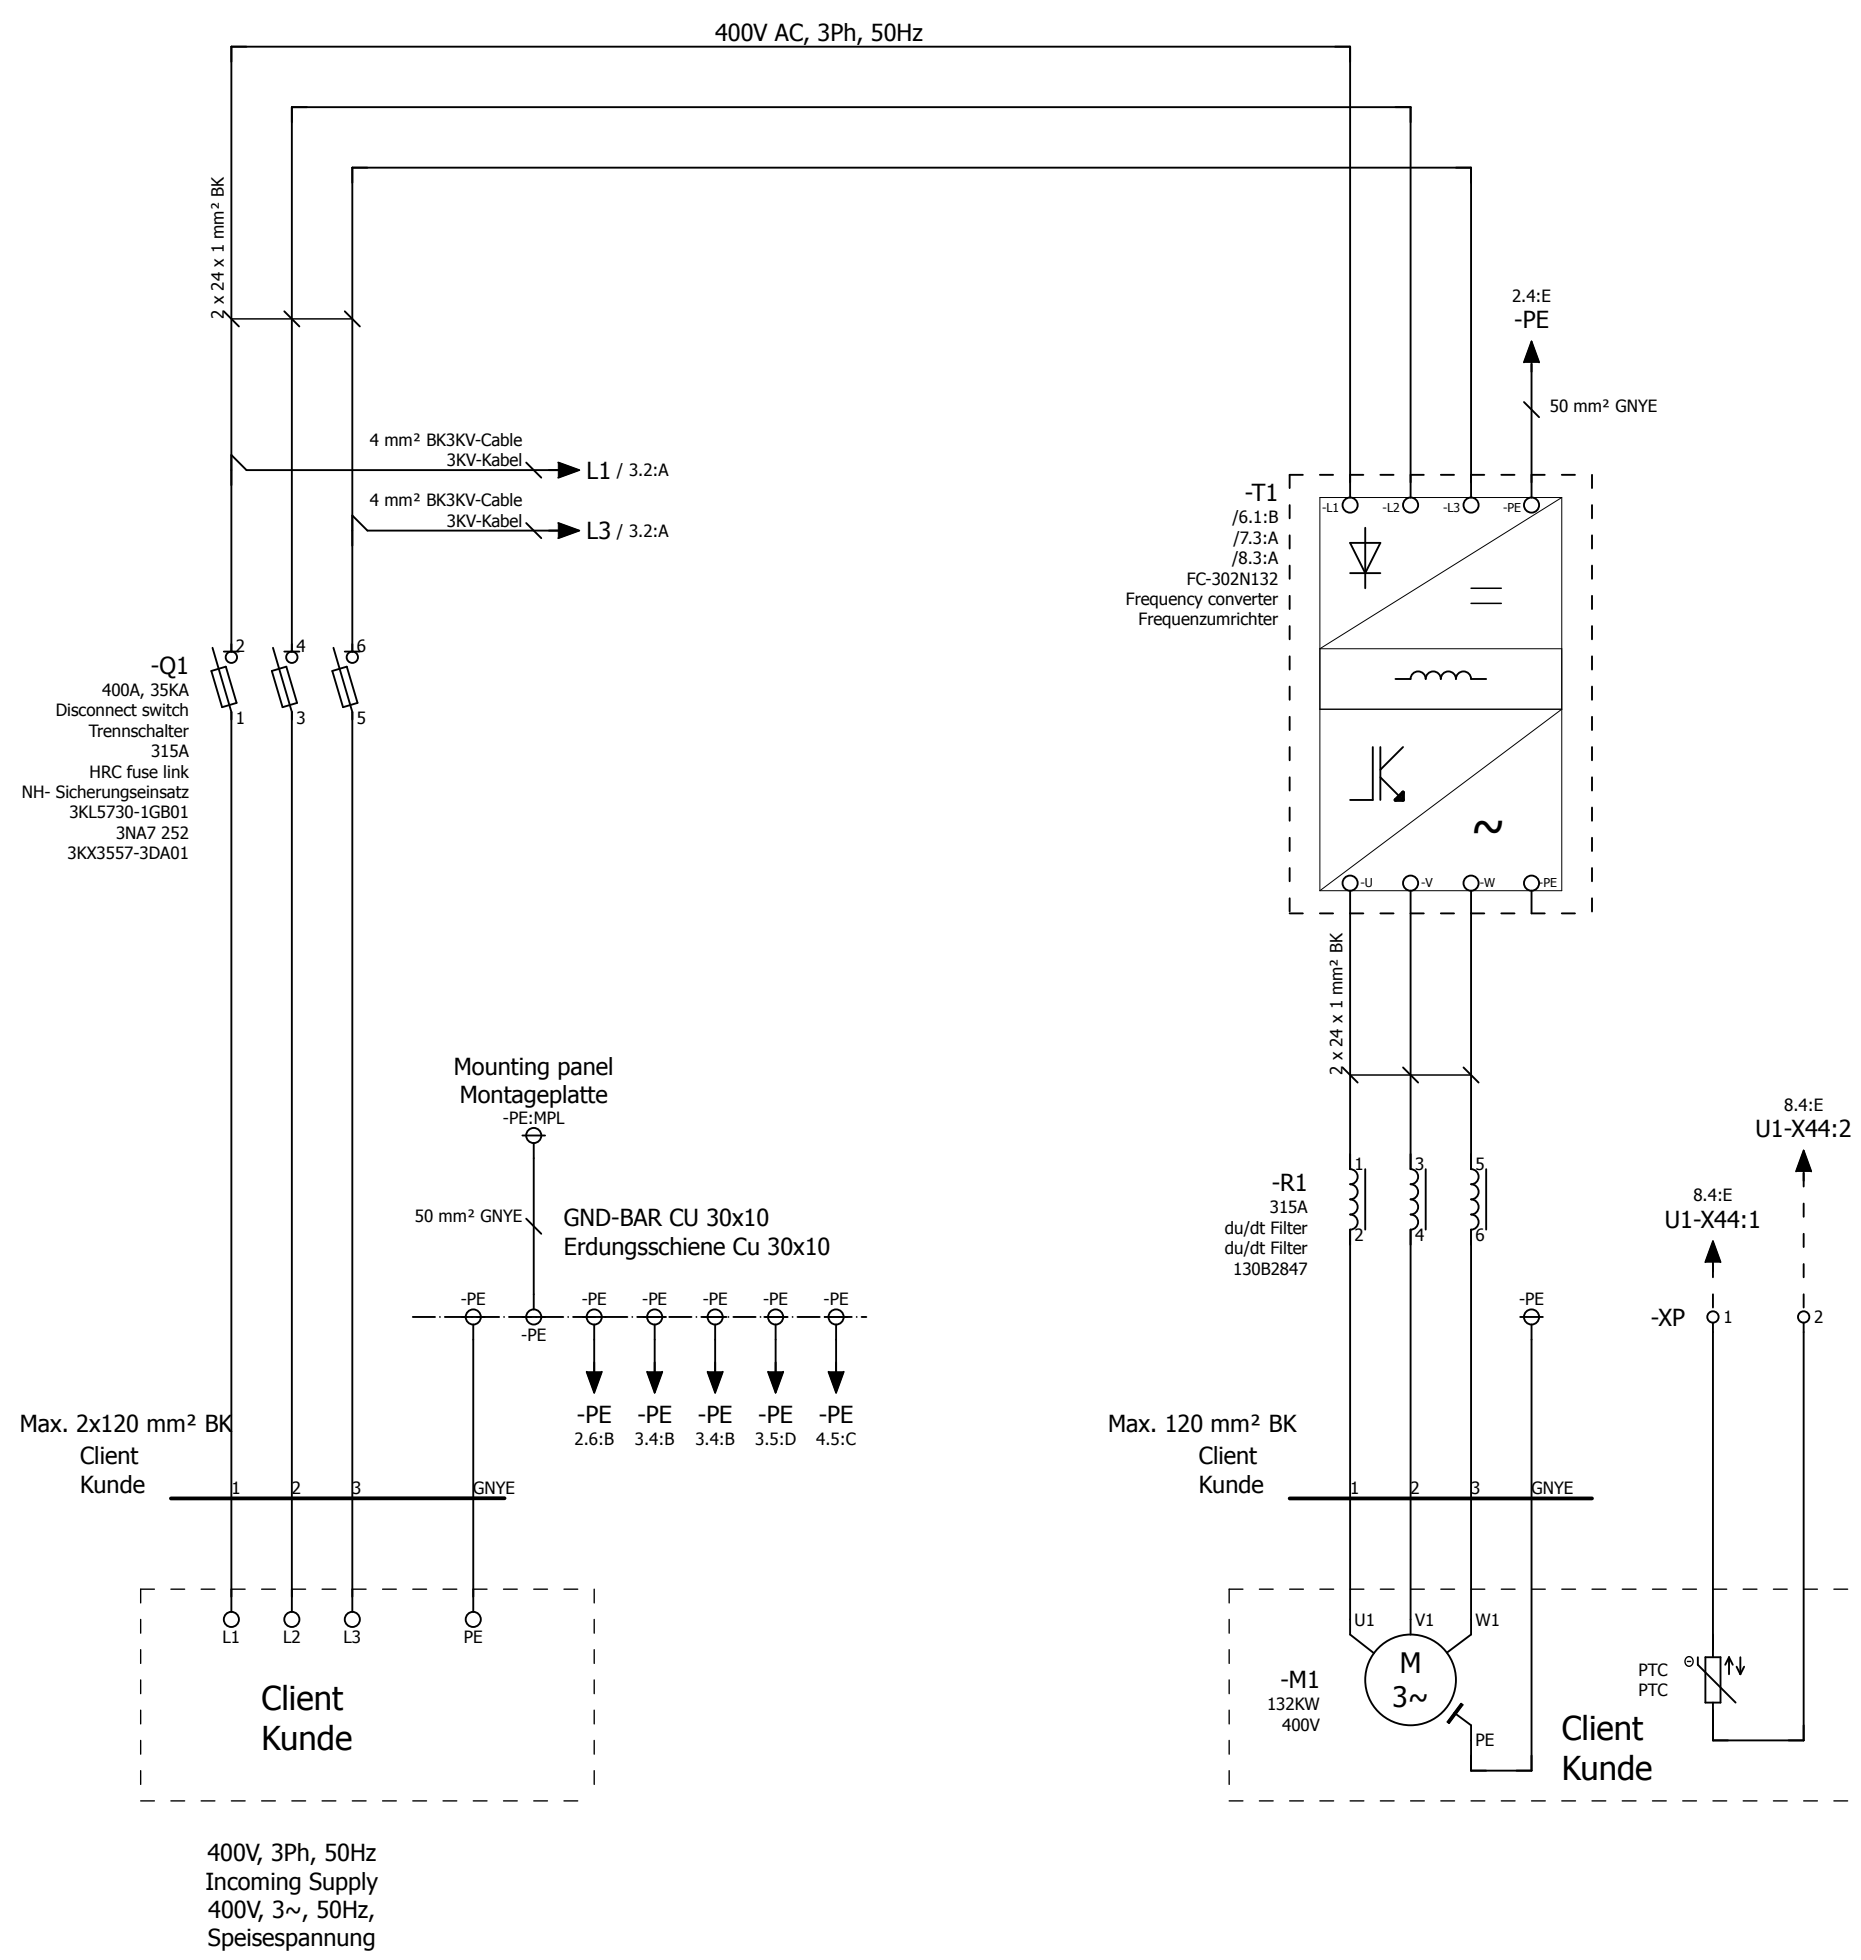 400V AC, 3Ph, 50Hz
2 x 24 x 1 mm² BK
4 mm² BK3KV-Cable
3KV-Kabel
L1 / 3.2:A
4 mm² BK3KV-Cable
3KV-Kabel
L3 / 3.2:A
-Q1
400A, 35KA
Disconnect switch
Trennschalter
315A
HRC fuse link
NH- Sicherungseinsatz
3KL5730-1GB01
3NA7 252
3KX3557-3DA01
2 4 6
1 3 5
2.4:E
-PE
50 mm² GNYE
-T1
/6.1:B
/7.3:A
/8.3:A
FC-302N132
Frequency converter
Frequenzumrichter
-L1 -L2 -L3 -PE
~
-U -V -W -PE
2 x 24 x 1 mm² BK
Mounting panel
Montageplatte
-PE:MPL
50 mm² GNYE
GND-BAR CU 30x10
Erdungsschiene Cu 30x10
-PE -PE -PE -PE -PE -PE
-PE
-PE -PE -PE -PE -PE
2.6:B 3.4:B 3.4:B 3.5:D 4.5:C
Max. 2x120 mm² BK
Client
Kunde
1 2 3 GNYE
L1 L2 L3 PE
Client
Kunde
400V, 3Ph, 50Hz
Incoming Supply
400V, 3~, 50Hz,
Speisespannung
-R1
315A
du/dt Filter
du/dt Filter
130B2847
1 3 5
2 4 6
-PE
8.4:E
U1-X44:2
8.4:E
U1-X44:1
-XP 1 2
Max. 120 mm² BK
Client
Kunde
1 2 3 GNYE
U1 V1 W1
M
3~
-M1
132KW
400V
PE
PTC
PTC
Θ
Client
Kunde